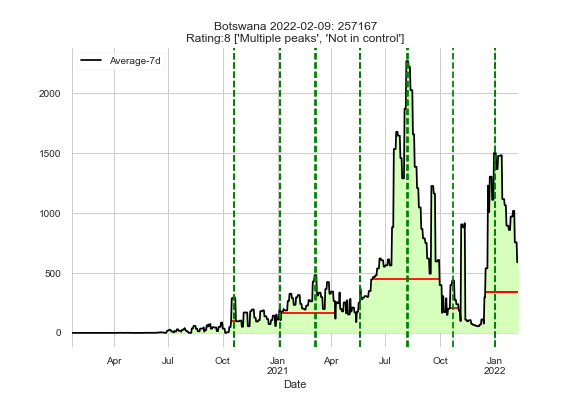 Botswana 2022-02-09: 257167
Rating:8 ['Multiple peaks', 'Not in control']
Average-7d
2000
1500
1000
500
0
Apr Jul Oct Jan Apr Jul Oct Jan
2021 2022
Date